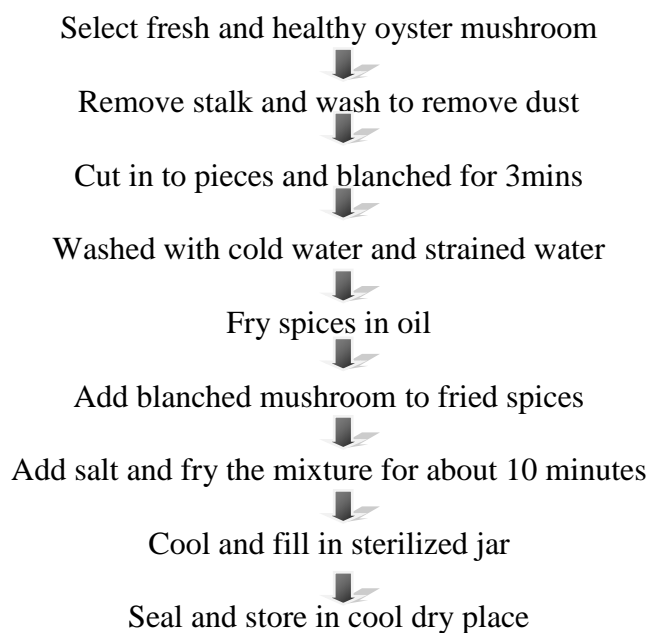 Select fresh and healthy oyster mushroom
Remove stalk and wash to remove dust
Cut in to pieces and blanched for 3mins
Washed with cold water and strained water
Fry spices in oil
Add blanched mushroom to fried spices
Add salt and fry the mixture for about 10 minutes
Cool and fill in sterilized jar
Seal and store in cool dry place